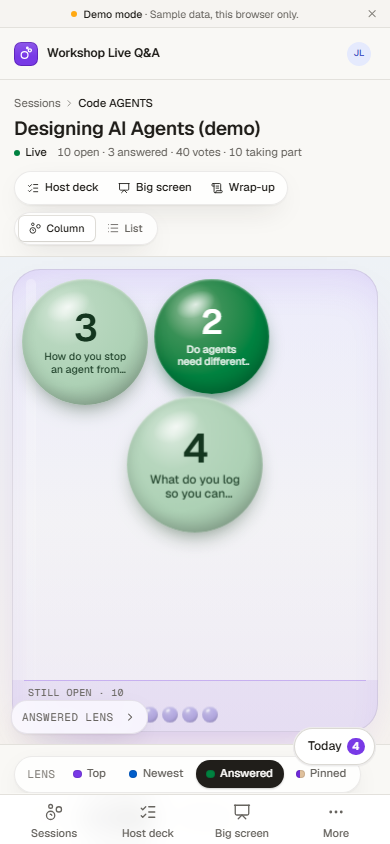 Demo mode · Sample data, this browser only.
Workshop Live Q&A
JL
Sessions > Code AGENTS
Designing AI Agents (demo)
Live 10 open · 3 answered · 40 votes · 10 taking part
Host deck Big screen Wrap-up
Column List
3
How do you stop
an agent from...
2
Do agents
need different..
4
What do you log
so you can...
STILL OPEN · 10
ANSWERED LENS
Today 4
LENS Top Newest Answered Pinned
Sessions Host deck Big screen More